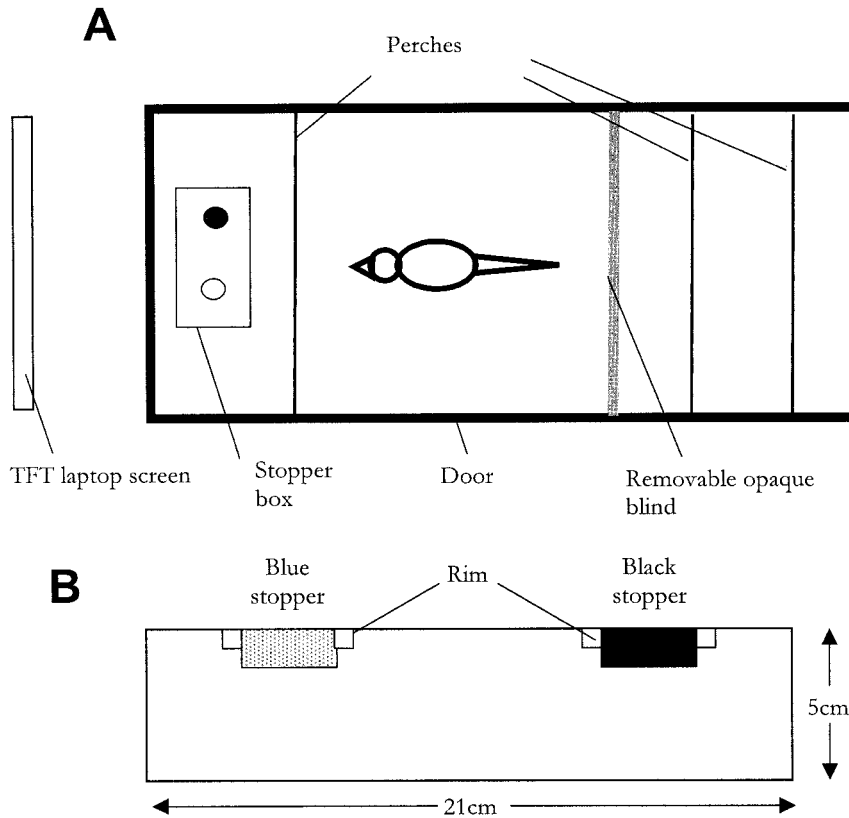 A
Perches
TFT laptop screen
Stopper
box
Door
Removable opaque
blind
B
Blue
stopper
Rim
Black
stopper
5cm
21cm